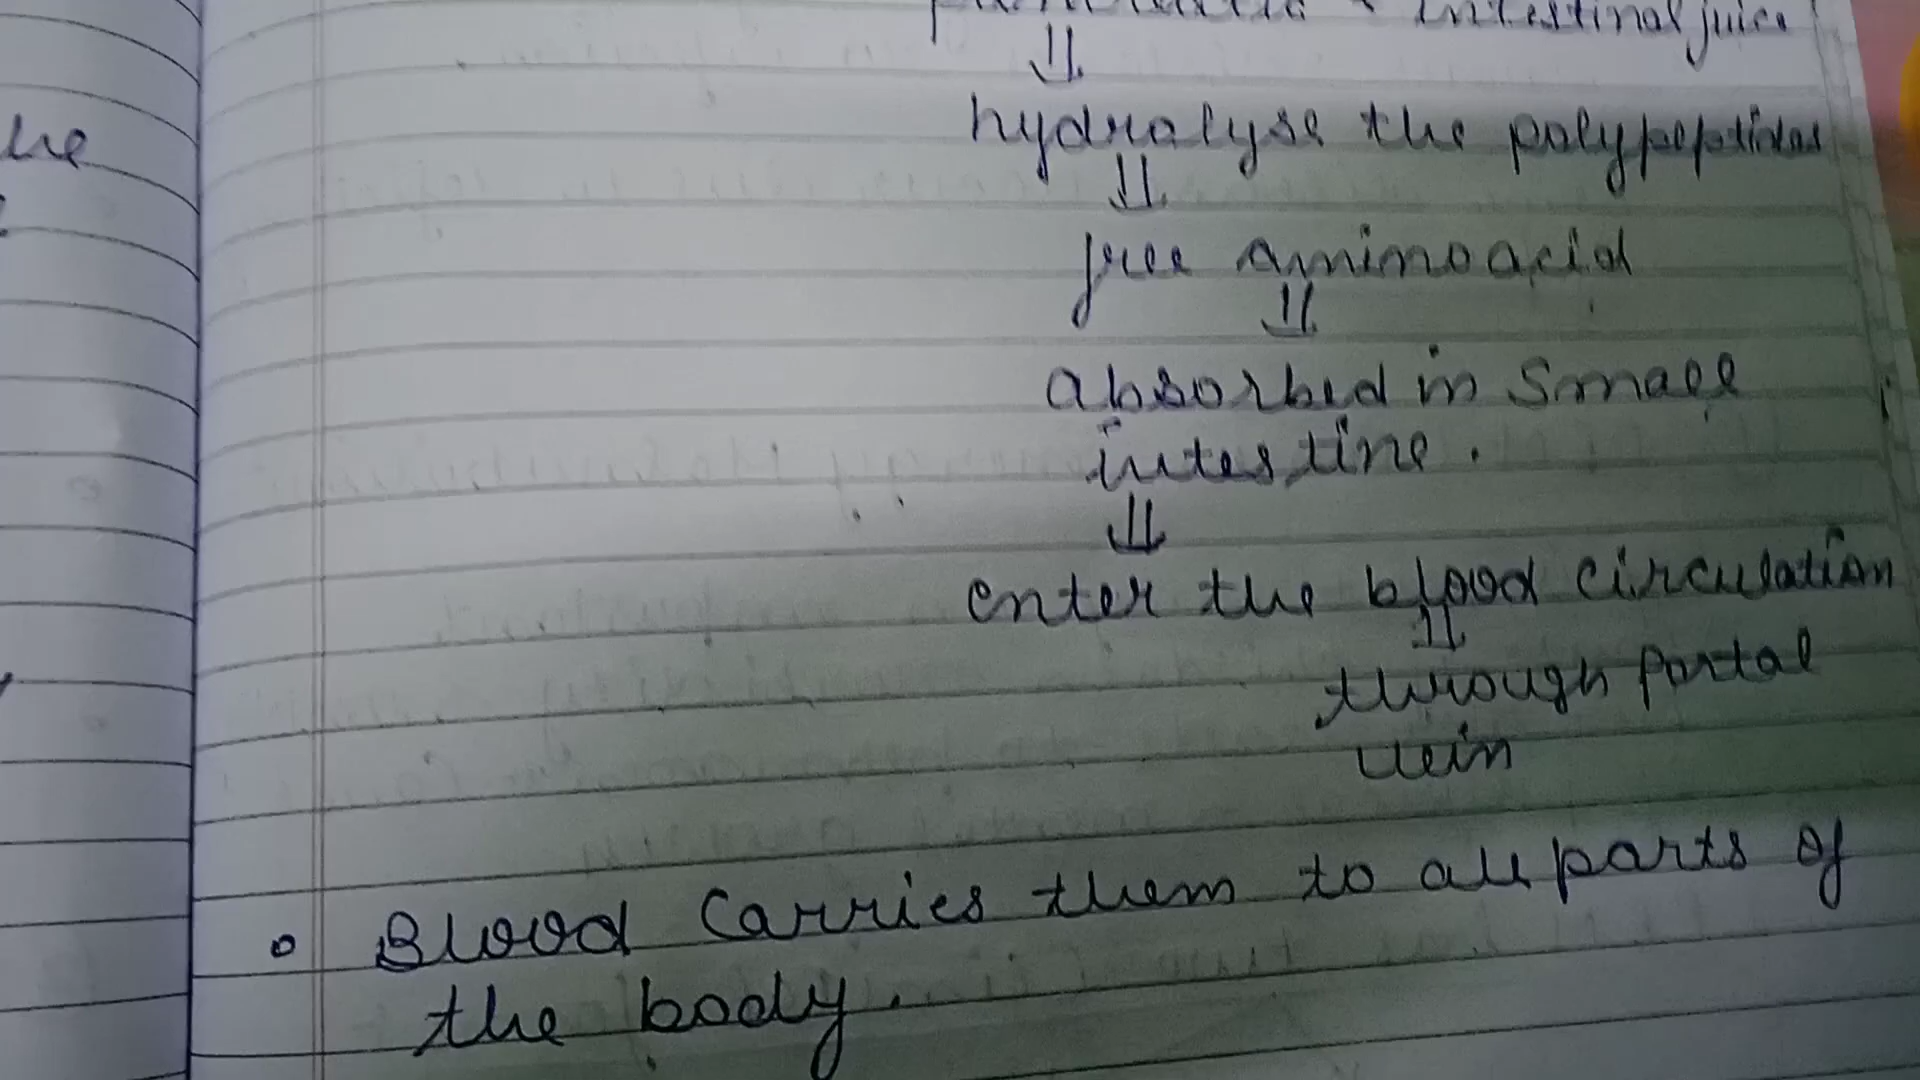 intestinal juice
⇓
hydralyse the polypeptides
⇓
free aminoacid
⇓
absorbed in small
intestine.
⇓
enter the blood circulation
⇓
through portal
vein
o Blood carries them to all parts of
the body.